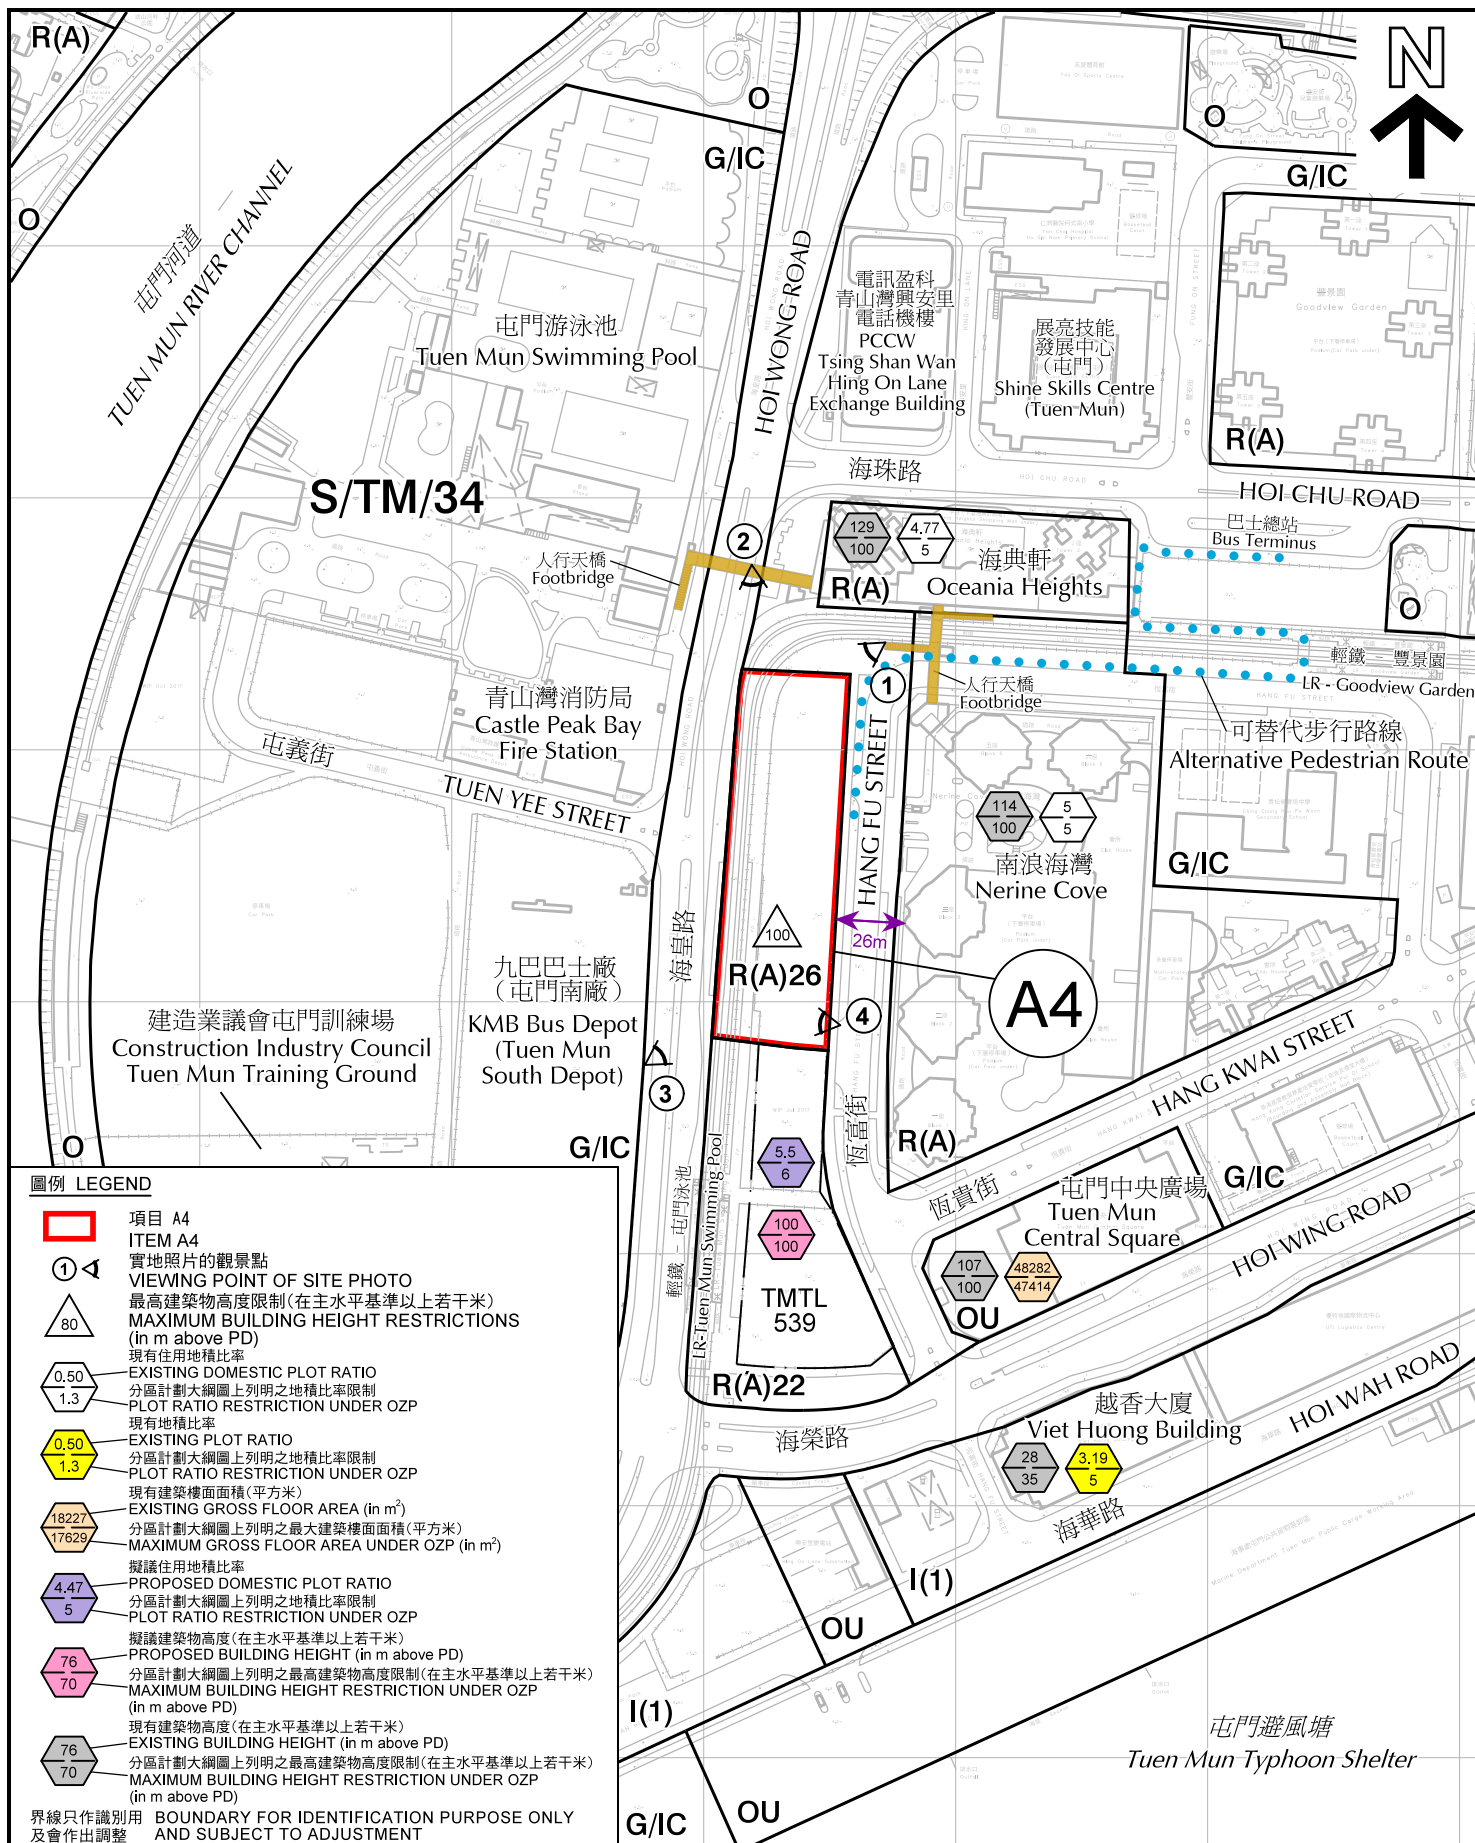 R(A)
N
O
G/IC
O
G/IC
O
屯門河道
TUEN MUN RIVER CHANNEL
HOI WONG ROAD
屯門游泳池
Tuen Mun Swimming Pool
電訊盈科
青山灣興安里
電話機樓
PCCW
Tsing Shan Wan
Hing On Lane
Exchange Building
展亮技能
發展中心
（屯門）
Shine Skills Centre
(Tuen Mun)
豐景園
Goodview Garden
R(A)
海珠路
HOI CHU ROAD
HOI CHU ROAD
S/TM/34
巴士總站
Bus Terminus
2
人行天橋
Footbridge
129
100
4.77
5
海典軒
Oceania Heights
R(A)
O
輕鐵 - 豐景園
LR - Goodview Garden
1
人行天橋
Footbridge
HANG FU STREET
可替代步行路線
Alternative Pedestrian Route
青山灣消防局
Castle Peak Bay
Fire Station
屯義街
TUEN YEE STREET
HANG FU STREET
114
100
5
5
南浪海灣
Nerine Cove
G/IC
26m
100
R(A)26
海皇路
A4
九巴巴士廠
（屯門南廠）
KMB Bus Depot
(Tuen Mun
South Depot)
建造業議會屯門訓練場
Construction Industry Council
Tuen Mun Training Ground
3
4
HANG KWAI STREET
恆富街
R(A)
O
G/IC
5.5
6
100
100
輕鐵 - 屯門泳池
LR-Tuen Mun Swimming Pool
TMTL
539
R(A)22
恆貴街
屯門中央廣場
Tuen Mun
Central Square
G/IC
107
100
48282
47414
OU
HOI WING ROAD
海榮路
HOI WAH ROAD
越香大廈
Viet Huong Building
28
35
3.19
5
海華路
I(1)
OU
I(1)
OU
G/IC
屯門避風塘
Tuen Mun Typhoon Shelter
圖例 LEGEND
項目 A4
ITEM A4
1
實地照片的觀景點
VIEWING POINT OF SITE PHOTO
80
最高建築物高度限制(在主水平基準以上若干米)
MAXIMUM BUILDING HEIGHT RESTRICTIONS
(in m above PD)
0.50
1.3
現有住用地積比率
EXISTING DOMESTIC PLOT RATIO
分區計劃大綱圖上列明之地積比率限制
PLOT RATIO RESTRICTION UNDER OZP
0.50
1.3
現有地積比率
EXISTING PLOT RATIO
分區計劃大綱圖上列明之地積比率限制
PLOT RATIO RESTRICTION UNDER OZP
18227
17629
現有建築樓面面積(平方米)
EXISTING GROSS FLOOR AREA (in m²)
分區計劃大綱圖上列明之最大建築樓面面積(平方米)
MAXIMUM GROSS FLOOR AREA UNDER OZP (in m²)
4.47
5
擬議住用地積比率
PROPOSED DOMESTIC PLOT RATIO
分區計劃大綱圖上列明之地積比率限制
PLOT RATIO RESTRICTION UNDER OZP
76
70
擬議建築物高度(在主水平基準以上若干米)
PROPOSED BUILDING HEIGHT (in m above PD)
分區計劃大綱圖上列明之最高建築物高度限制(在主水平基準以上若干米)
MAXIMUM BUILDING HEIGHT RESTRICTION UNDER OZP
(in m above PD)
76
70
現有建築物高度(在主水平基準以上若干米)
EXISTING BUILDING HEIGHT (in m above PD)
分區計劃大綱圖上列明之最高建築物高度限制(在主水平基準以上若干米)
MAXIMUM BUILDING HEIGHT RESTRICTION UNDER OZP
(in m above PD)
界線只作識別用 BOUNDARY FOR IDENTIFICATION PURPOSE ONLY
及會作出調整 AND SUBJECT TO ADJUSTMENT